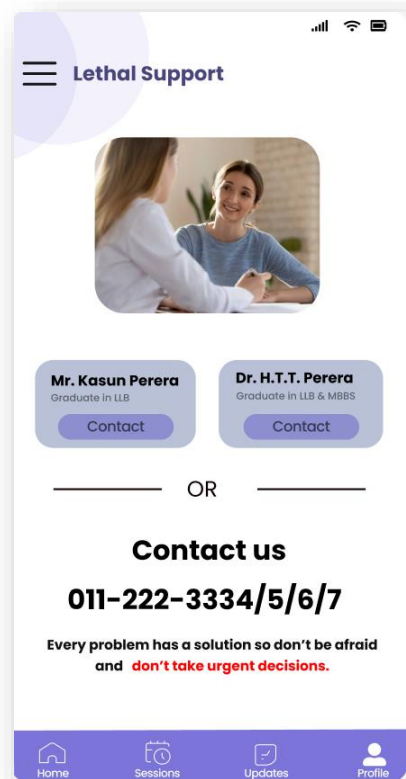 Lethal Support
Mr. Kasun Perera
Graduate in LLB
Contact
Dr. H.T.T. Perera
Graduate in LLB & MBBS
Contact
OR
Contact us
011-222-3334/5/6/7
Every problem has a solution so don't be afraid
and don't take urgent decisions.
Home
Sessions
Updates
Profile